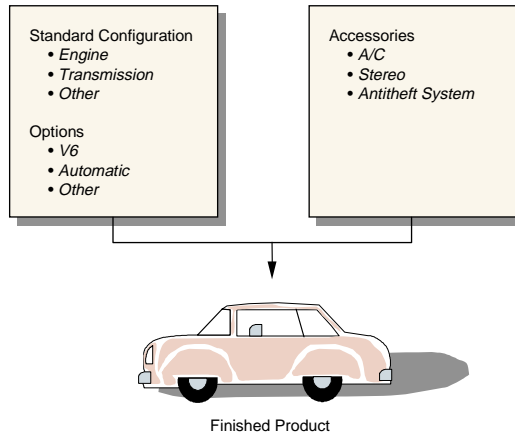 Standard Configuration
• Engine
• Transmission
• Other
Options
• V6
• Automatic
• Other
Accessories
• A/C
• Stereo
• Antitheft System
Finished Product